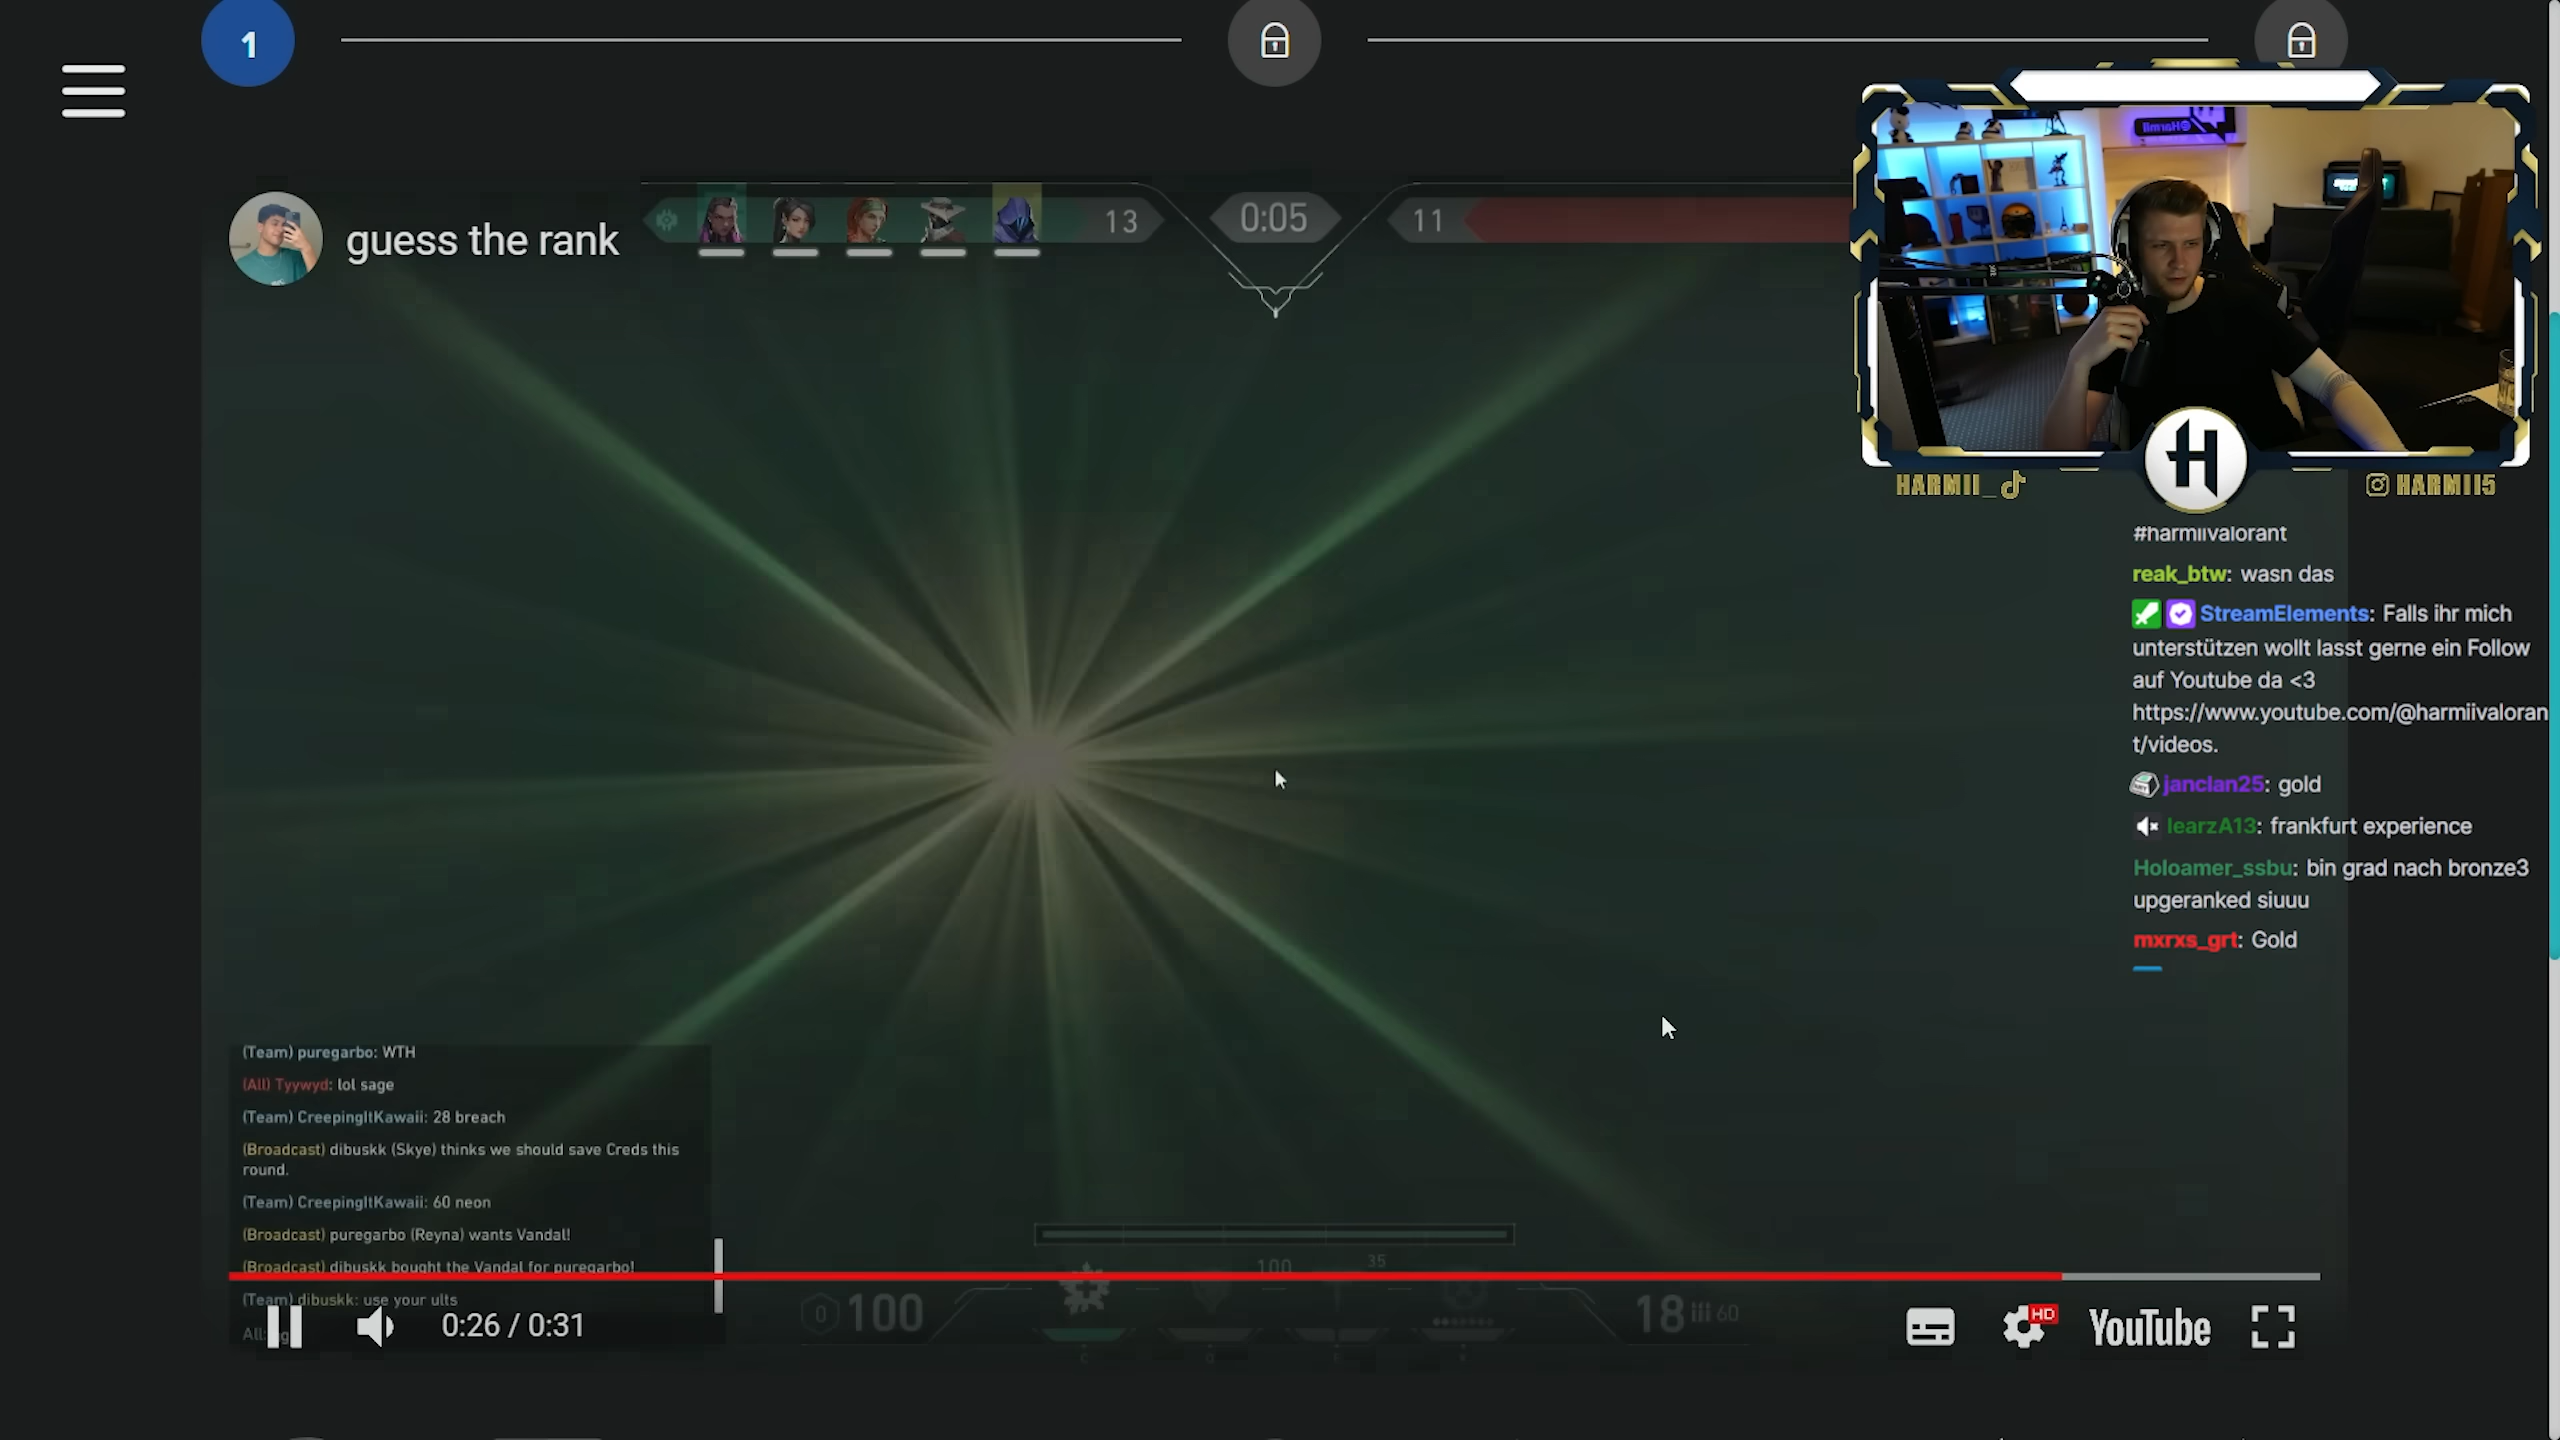 1
guess the rank
13
0:05
11
HARMII_
HARMII5
#harmiivalorant
reak_btw: wasn das
StreamElements: Falls ihr mich
unterstützen wollt lasst gerne ein Follow
auf Youtube da <3
https://www.youtube.com/@harmiivaloran
t/videos.
janclan25: gold
learzA13: frankfurt experience
Holoamer_ssbu: bin grad nach bronze3
upgeranked siuuu
mxrxs_grt: Gold
(Team) puregarbo: WTH
(All) Tyywyd: lol sage
(Team) CreepingItKawaii: 28 breach
(Broadcast) dibuskk (Skye) thinks we should save Creds this
round.
(Team) CreepingItKawaii: 60 neon
(Broadcast) puregarbo (Reyna) wants Vandal!
(Broadcast) dibuskk bought the Vandal for puregarbo!
(Team) dibuskk: use your ults
All:
0:26 / 0:31
0 100
100
35
18 60
HD
YouTube